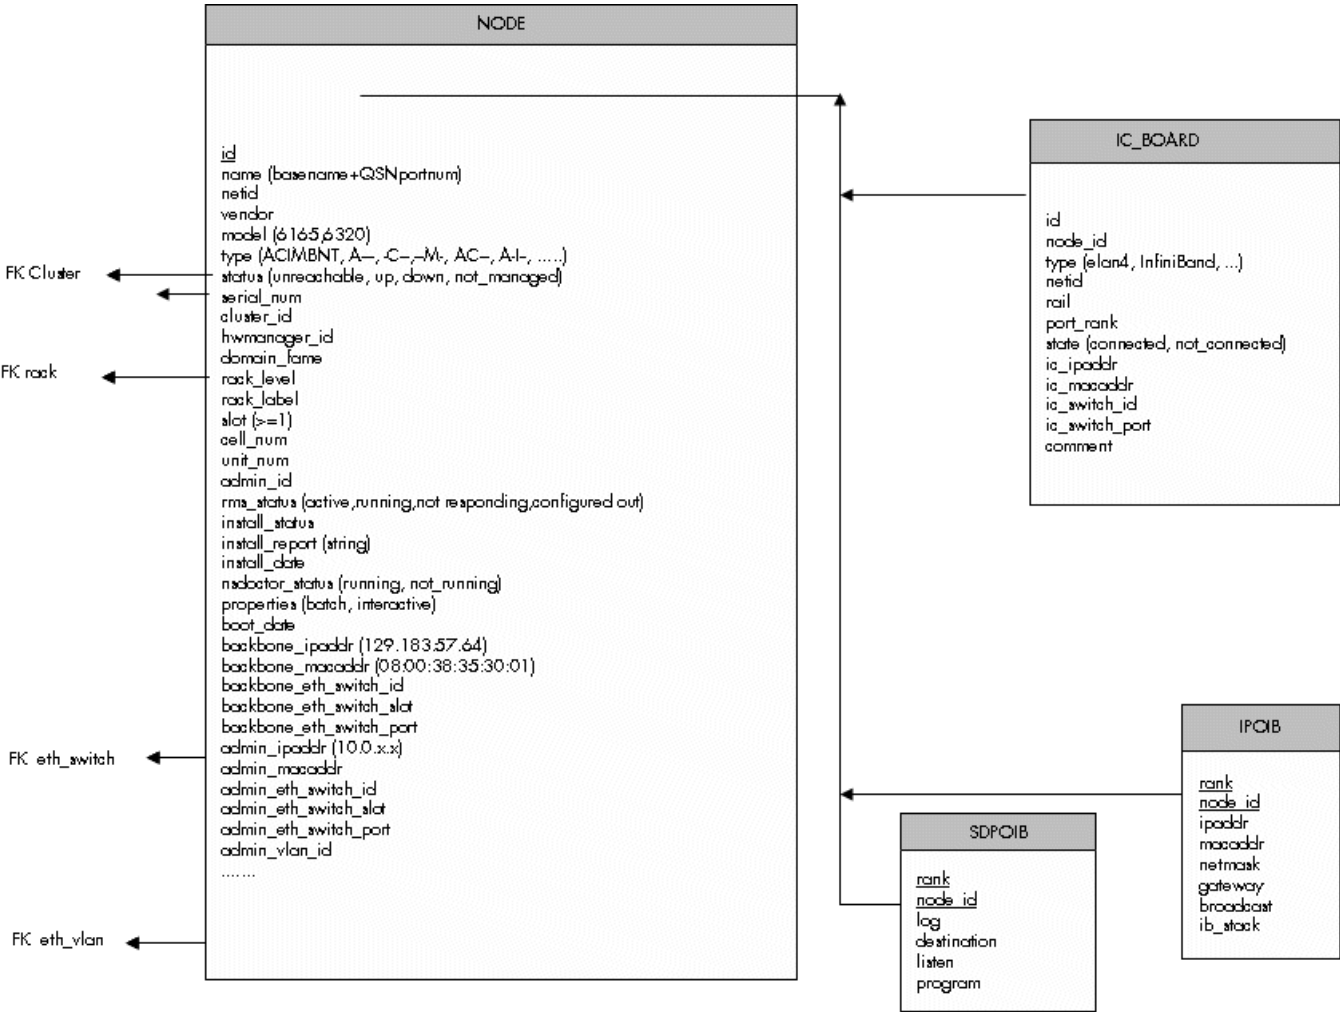 NODE
id
name (basename+QSNportnum)
netid
vendor
model (6165,6320)
type (ACIMBNT, A—, -C–,–M-, AC–, A-I-, .....)
status (unreachable, up, down, not_managed)
serial_num
cluster_id
hwmanager_id
domain_fame
rack_level
rack_label
slot (>=1)
cell_num
unit_num
admin_id
rms_status (active,running,not responding,configured out)
install_status
install_report (string)
install_date
nsdoctor_status (running, not_running)
properties (batch, interactive)
boot_date
backbone_ipaddr (129.183.57.64)
backbone_macaddr (08:00:38:35:30:01)
backbone_eth_switch_id
backbone_eth_switch_slot
backbone_eth_switch_port
admin_ipaddr (10.0.x.x)
admin_macaddr
admin_eth_switch_id
admin_eth_switch_slot
admin_eth_switch_port
admin_vlan_id
.......
FK Cluster
FK rack
FK eth_switch
FK eth_vlan
IC_BOARD
id
node_id
type (elan4, InfiniBand, ...)
netid
rail
port_rank
state (connected, not_connected)
ic_ipaddr
ic_macaddr
ic_switch_id
ic_switch_port
comment
IPOIB
rank
node_id
ipaddr
macaddr
netmask
gateway
broadcast
ib_stack
SDPOIB
rank
node_id
log
destination
listen
program